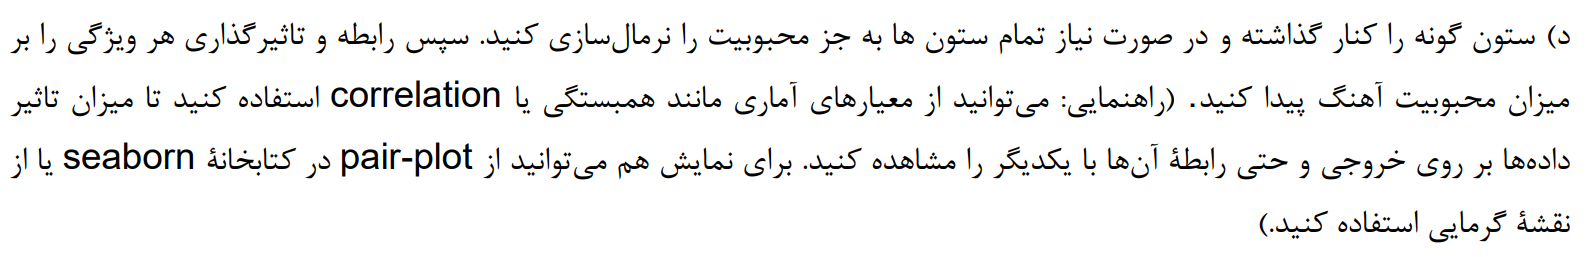 د) ستون گونه را کنار گذاشته و در صورت نیاز تمام ستون ها به جز محبوبیت را نرمال‌سازی کنید. سپس رابطه و تاثیرگذاری هر ویژگی را بر
میزان محبوبیت آهنگ پیدا کنید. (راهنمایی: می‌توانید از معیارهای آماری مانند همبستگی یا correlation استفاده کنید تا میزان تاثیر
داده‌ها بر روی خروجی و حتی رابطهٔ آن‌ها با یکدیگر را مشاهده کنید. برای نمایش هم می‌توانید از pair-plot در کتابخانهٔ seaborn یا از
نقشهٔ گرمایی استفاده کنید.)